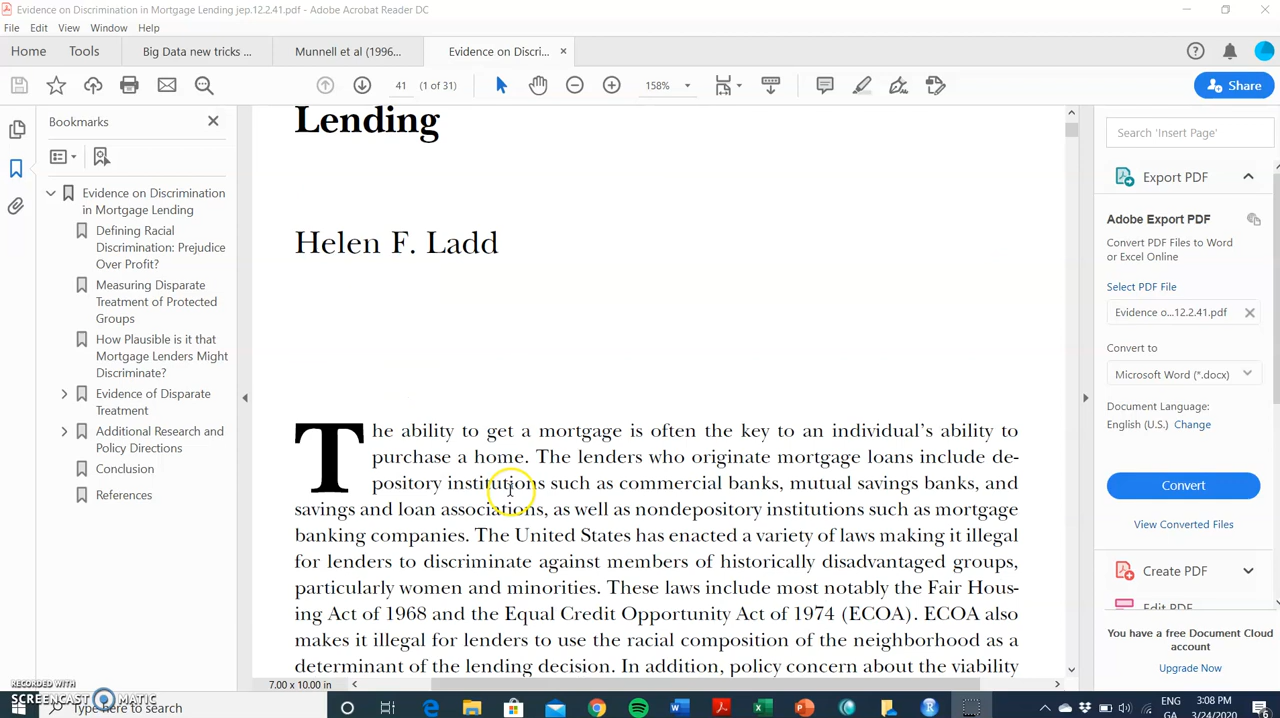 Evidence on Discrimination in Mortgage Lending jep.12.2.41.pdf - Adobe Acrobat Reader DC
File Edit View Window Help
Home Tools Big Data new tricks ... Munnell et al (1996... Evidence on Discri... ×
41 (1 of 31) 158% Share
Bookmarks
Evidence on Discrimination
in Mortgage Lending
Defining Racial
Discrimination: Prejudice
Over Profit?
Measuring Disparate
Treatment of Protected
Groups
How Plausible is it that
Mortgage Lenders Might
Discriminate?
Evidence of Disparate
Treatment
Additional Research and
Policy Directions
Conclusion
References
Lending
Helen F. Ladd
The ability to get a mortgage is often the key to an individual's ability to
purchase a home. The lenders who originate mortgage loans include de-
pository institutions such as commercial banks, mutual savings banks, and
savings and loan associations, as well as nondepository institutions such as mortgage
banking companies. The United States has enacted a variety of laws making it illegal
for lenders to discriminate against members of historically disadvantaged groups,
particularly women and minorities. These laws include most notably the Fair Hous-
ing Act of 1968 and the Equal Credit Opportunity Act of 1974 (ECOA). ECOA also
makes it illegal for lenders to use the racial composition of the neighborhood as a
determinant of the lending decision. In addition, policy concern about the viability
7.00 x 10.00 in
Search 'Insert Page'
Export PDF
Adobe Export PDF
Convert PDF Files to Word
or Excel Online
Select PDF File
Evidence o...12.2.41.pdf
Convert to
Microsoft Word (*.docx)
Document Language:
English (U.S.) Change
Convert
View Converted Files
Create PDF
Edit PDF
You have a free Document Cloud
account
Upgrade Now
RECORDED WITH
SCREENCAST MATIC
Type here to search
ENG 3:08 PM
GA 3/24/2020
6